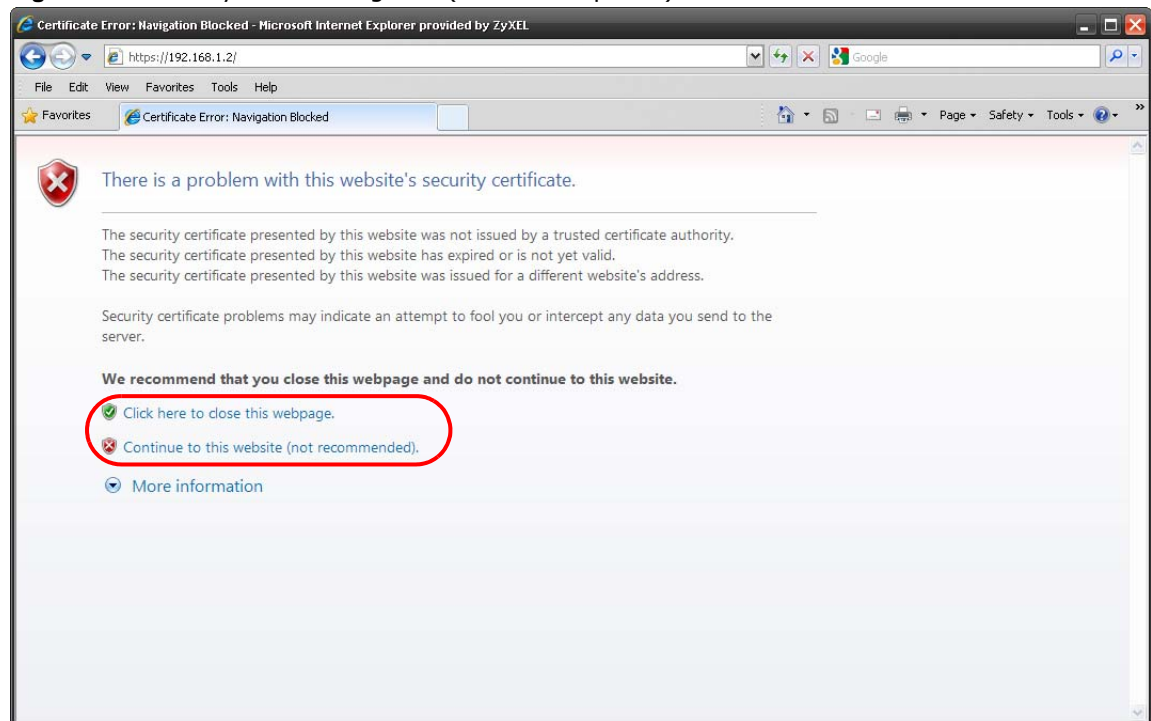 Certificate Error: Navigation Blocked - Microsoft Internet Explorer provided by ZyXEL
https://192.168.1.2/
Google
File Edit View Favorites Tools Help
Favorites
Certificate Error: Navigation Blocked
Page Safety Tools
There is a problem with this website's security certificate.
The security certificate presented by this website was not issued by a trusted certificate authority.
The security certificate presented by this website has expired or is not yet valid.
The security certificate presented by this website was issued for a different website's address.
Security certificate problems may indicate an attempt to fool you or intercept any data you send to the
server.
We recommend that you close this webpage and do not continue to this website.
Click here to close this webpage.
Continue to this website (not recommended).
More information